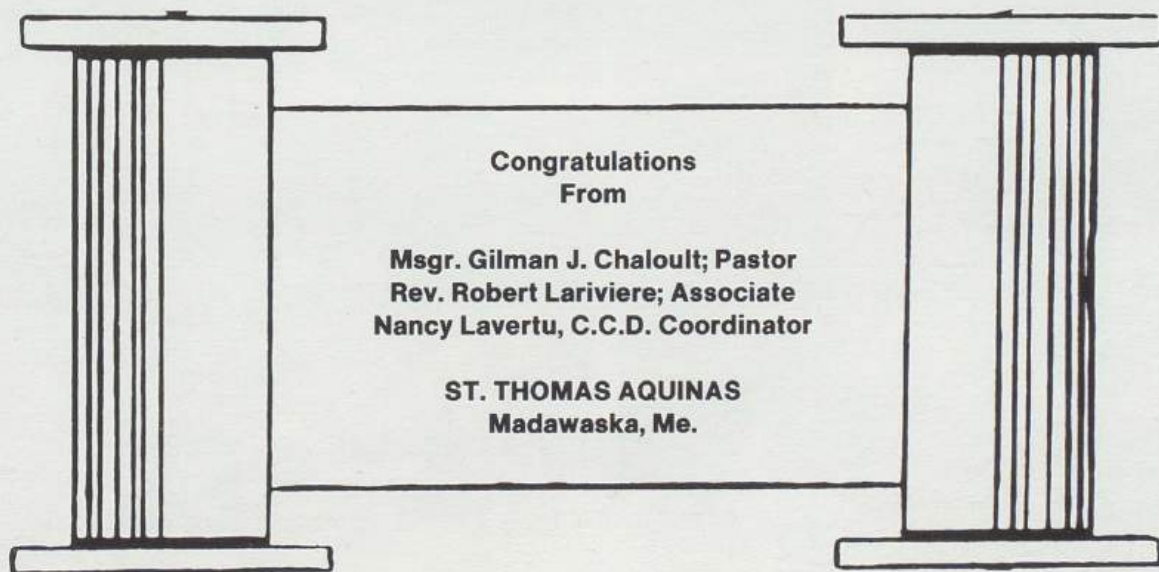 Congratulations
From
Msgr. Gilman J. Chaloult; Pastor
Rev. Robert Lariviere; Associate
Nancy Lavertu, C.C.D. Coordinator
ST. THOMAS AQUINAS
Madawaska, Me.